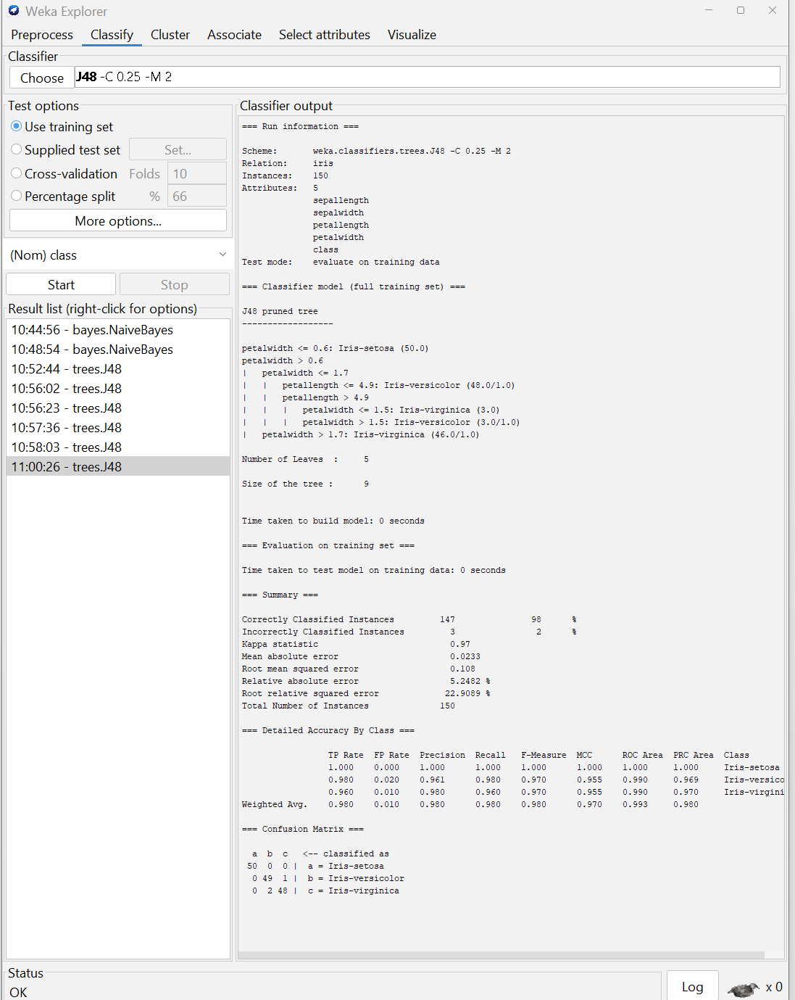 Weka Explorer
Preprocess Classify Cluster Associate Select attributes Visualize
Classifier
Choose J48 -C 0.25 -M 2
Test options
Use training set
Supplied test set Set...
Cross-validation Folds 10
Percentage split % 66
More options...
(Nom) class
Start Stop
Result list (right-click for options)
10:44:56 - bayes.NaiveBayes
10:48:54 - bayes.NaiveBayes
10:52:44 - trees.J48
10:56:02 - trees.J48
10:56:23 - trees.J48
10:57:36 - trees.J48
10:58:03 - trees.J48
11:00:26 - trees.J48
Classifier output
=== Run information ===
Scheme: weka.classifiers.trees.J48 -C 0.25 -M 2
Relation: iris
Instances: 150
Attributes: 5
sepallength
sepalwidth
petallength
petalwidth
class
Test mode: evaluate on training data
=== Classifier model (full training set) ===
J48 pruned tree
------------------
petalwidth <= 0.6: Iris-setosa (50.0)
petalwidth > 0.6
| petalwidth <= 1.7
| | petallength <= 4.9: Iris-versicolor (48.0/1.0)
| | petallength > 4.9
| | | petalwidth <= 1.5: Iris-virginica (3.0)
| | | petalwidth > 1.5: Iris-versicolor (3.0/1.0)
| petalwidth > 1.7: Iris-virginica (46.0/1.0)
Number of Leaves : 5
Size of the tree : 9
Time taken to build model: 0 seconds
=== Evaluation on training set ===
Time taken to test model on training data: 0 seconds
=== Summary ===
Correctly Classified Instances 147 98 %
Incorrectly Classified Instances 3 2 %
Kappa statistic 0.97
Mean absolute error 0.0233
Root mean squared error 0.108
Relative absolute error 5.2482 %
Root relative squared error 22.9089 %
Total Number of Instances 150
=== Detailed Accuracy By Class ===
TP Rate FP Rate Precision Recall F-Measure MCC ROC Area PRC Area Class
1.000 0.000 1.000 1.000 1.000 1.000 1.000 1.000 Iris-setosa
0.980 0.020 0.961 0.980 0.970 0.955 0.990 0.969 Iris-versico
0.960 0.010 0.980 0.960 0.970 0.955 0.990 0.970 Iris-virgini
Weighted Avg. 0.980 0.010 0.980 0.980 0.980 0.970 0.993 0.980
=== Confusion Matrix ===
a b c <-- classified as
50 0 0 | a = Iris-setosa
0 49 1 | b = Iris-versicolor
0 2 48 | c = Iris-virginica
Status
OK
Log x 0